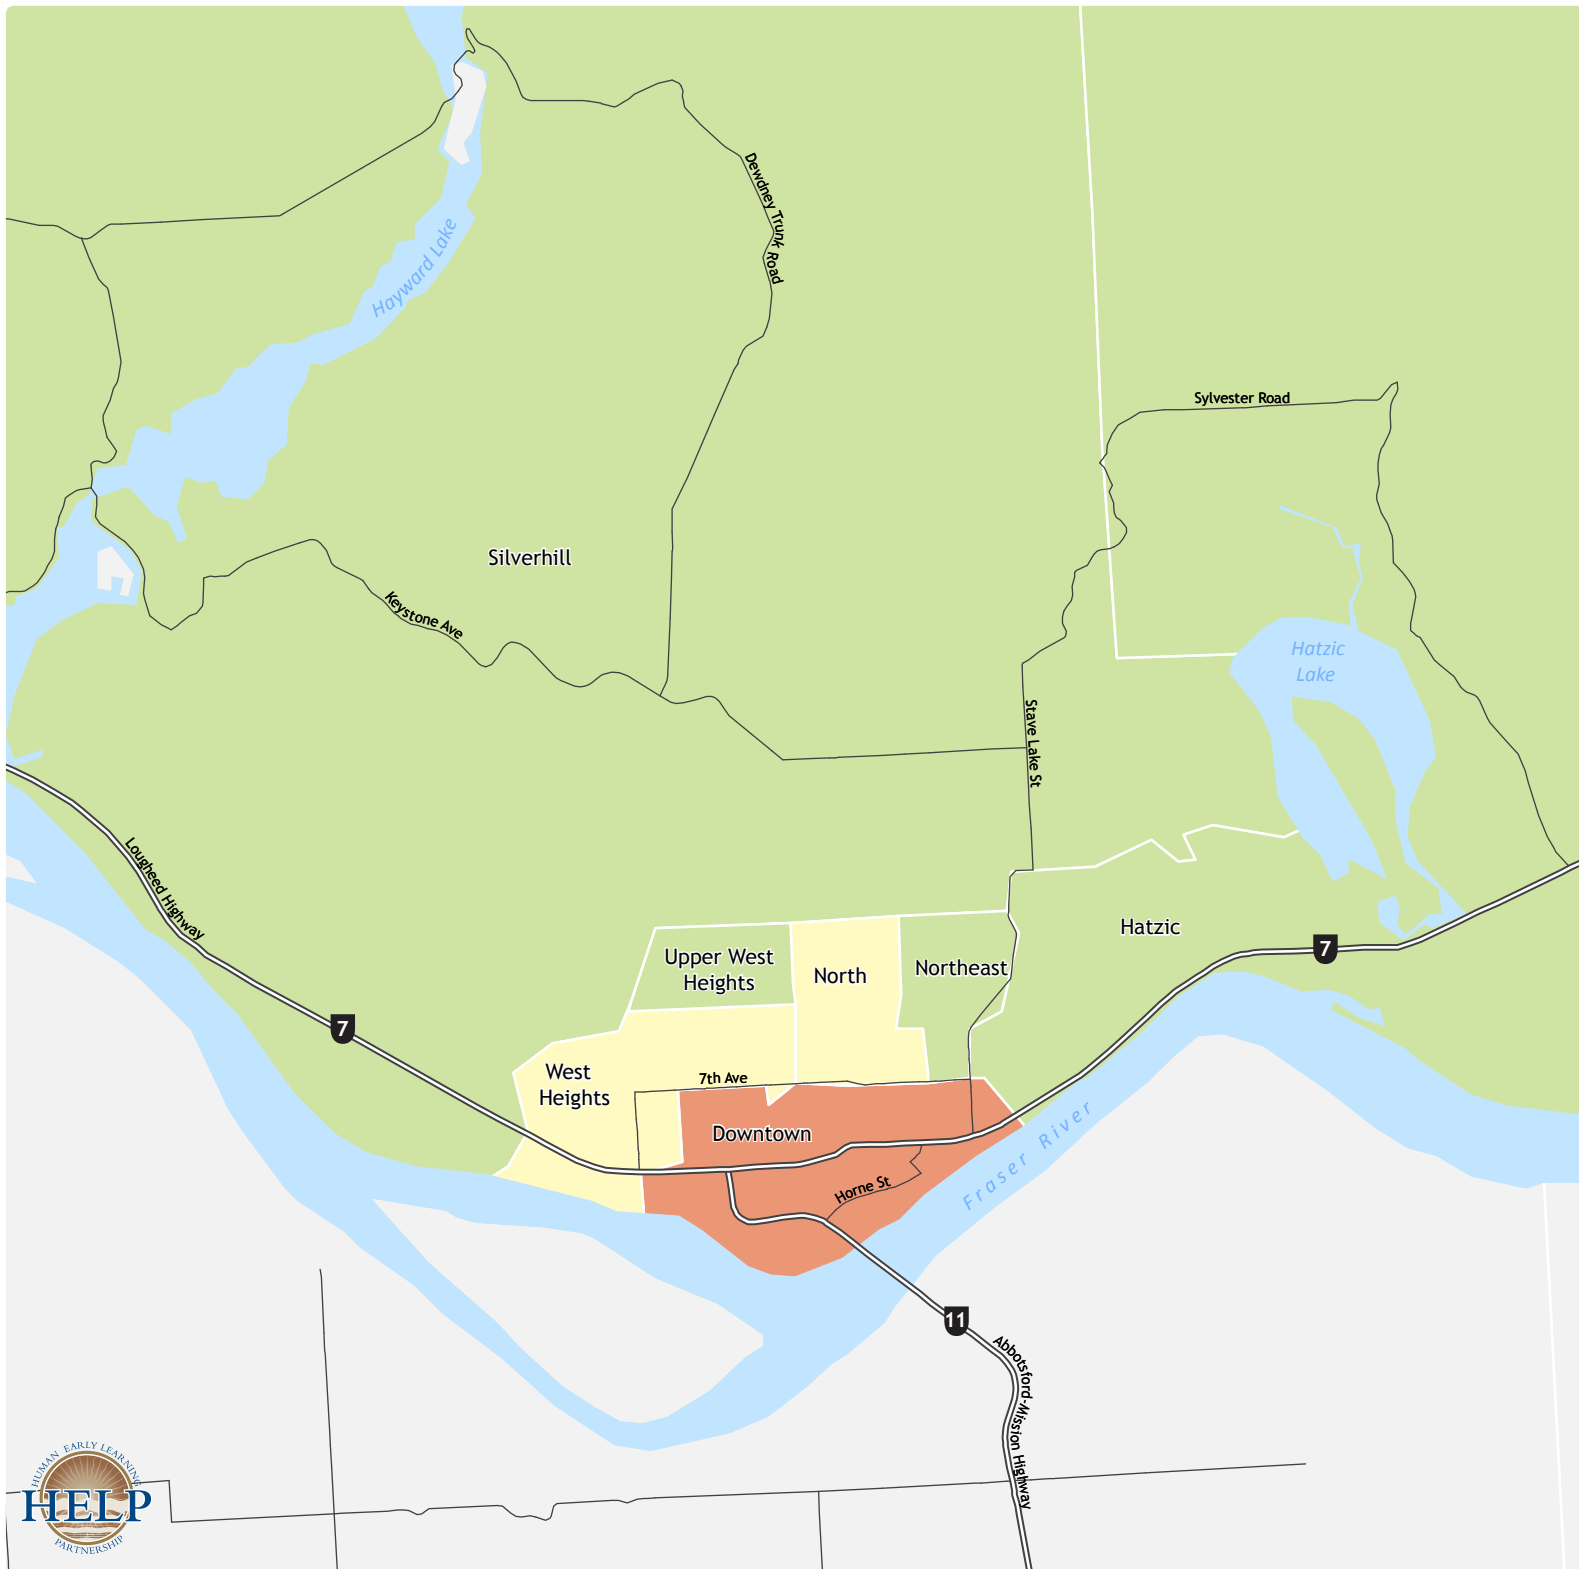 Dewdney Trunk Road
Hayward Lake
Sylvester Road
Silverhill
Keystone Ave
Hatzic
Lake
Stave Lake St
Lougheed Highway
Hatzic
7
Upper West
Heights
North
Northeast
7
West
Heights
7th Ave
Downtown
Fraser River
Horne St
11
Abbotsford-Mission Highway
HUMAN EARLY LEARNING
HELP
PARTNERSHIP